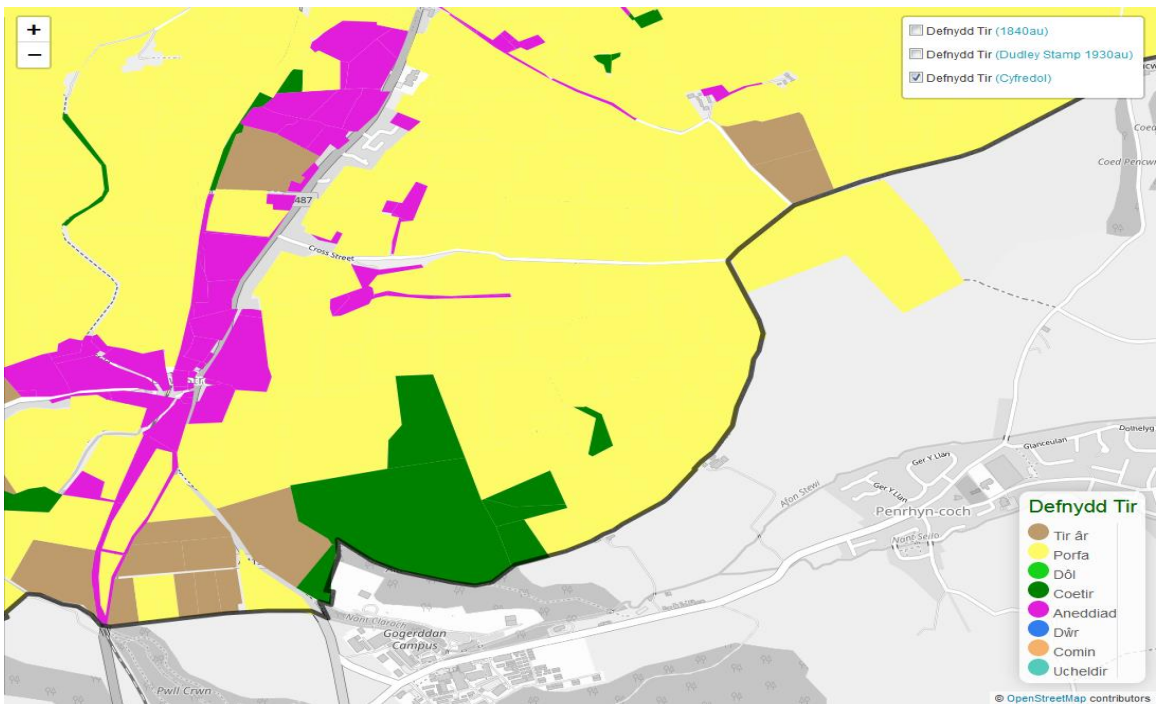 +
−
Defnydd Tir (1840au)
Defnydd Tir (Dudley Stamp 1930au)
Defnydd Tir (Cyfredol)
Coed Pencwm
487
Cross Street
Dolhelyg
Glanceulan
Ger Y Llan
Ger Y Llan
Afon Stewi
Penrhyn-coch
Nant Seilo
Nant Clarach
Gogerddan
Campus
Pwll Crwn
Defnydd Tir
Tir âr
Porfa
Dôl
Coetir
Aneddiad
Dŵr
Comin
Ucheldir
© OpenStreetMap contributors